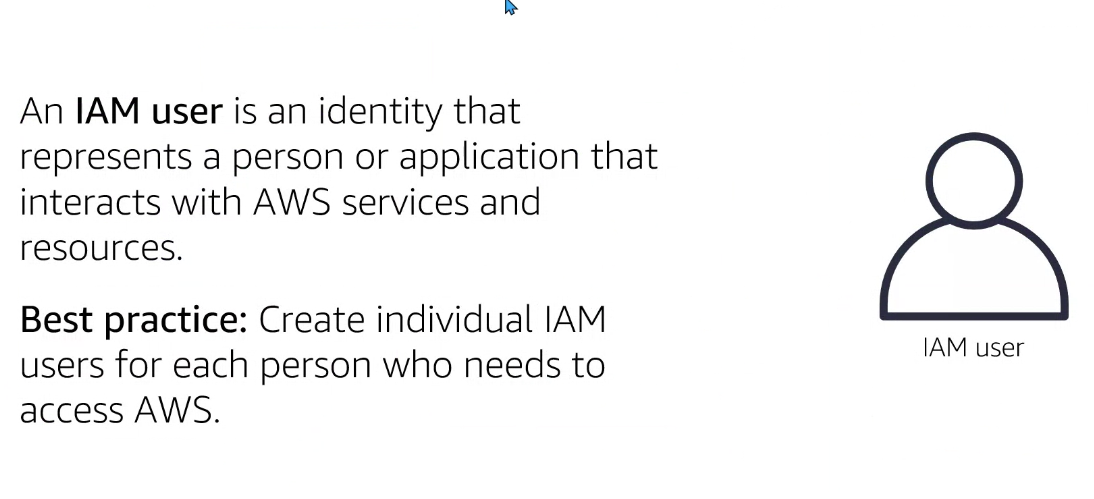 An IAM user is an identity that
represents a person or application that
interacts with AWS services and
resources.
Best practice: Create individual IAM
users for each person who needs to
access AWS.
IAM user